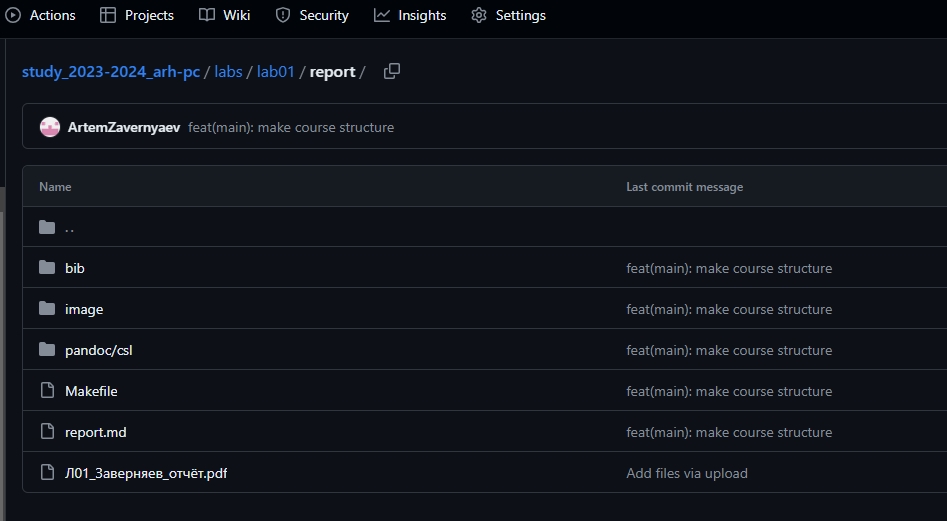 Actions Projects Wiki Security Insights Settings
study_2023-2024_arh-pc / labs / lab01 / report /
ArtemZavernyaev feat(main): make course structure
Name Last commit message
..
bib feat(main): make course structure
image feat(main): make course structure
pandoc/csl feat(main): make course structure
Makefile feat(main): make course structure
report.md feat(main): make course structure
Л01_Заверняев_отчёт.pdf Add files via upload